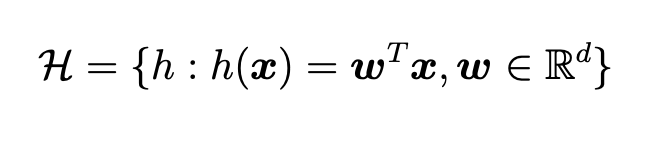 ℋ = {h : h(𝒙) = 𝒘ᵀ𝒙, 𝒘 ∈ ℝᵈ}